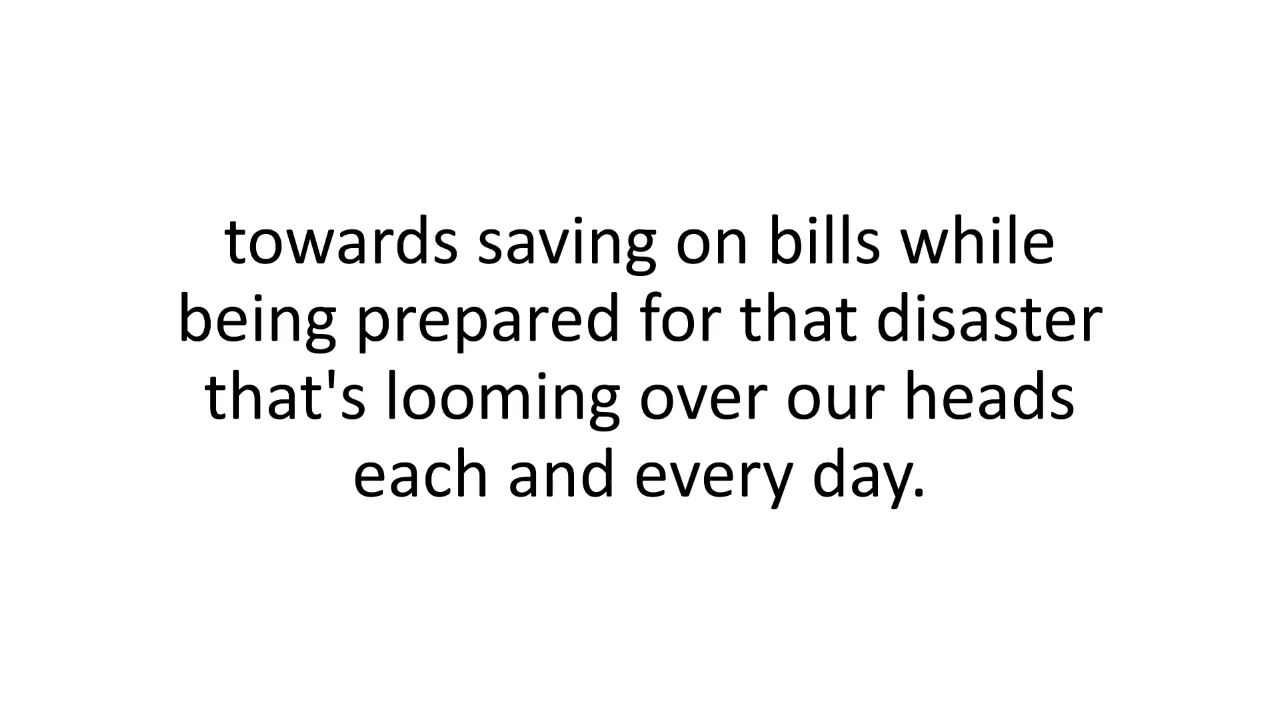 towards saving on bills while
being prepared for that disaster
that's looming over our heads
each and every day.